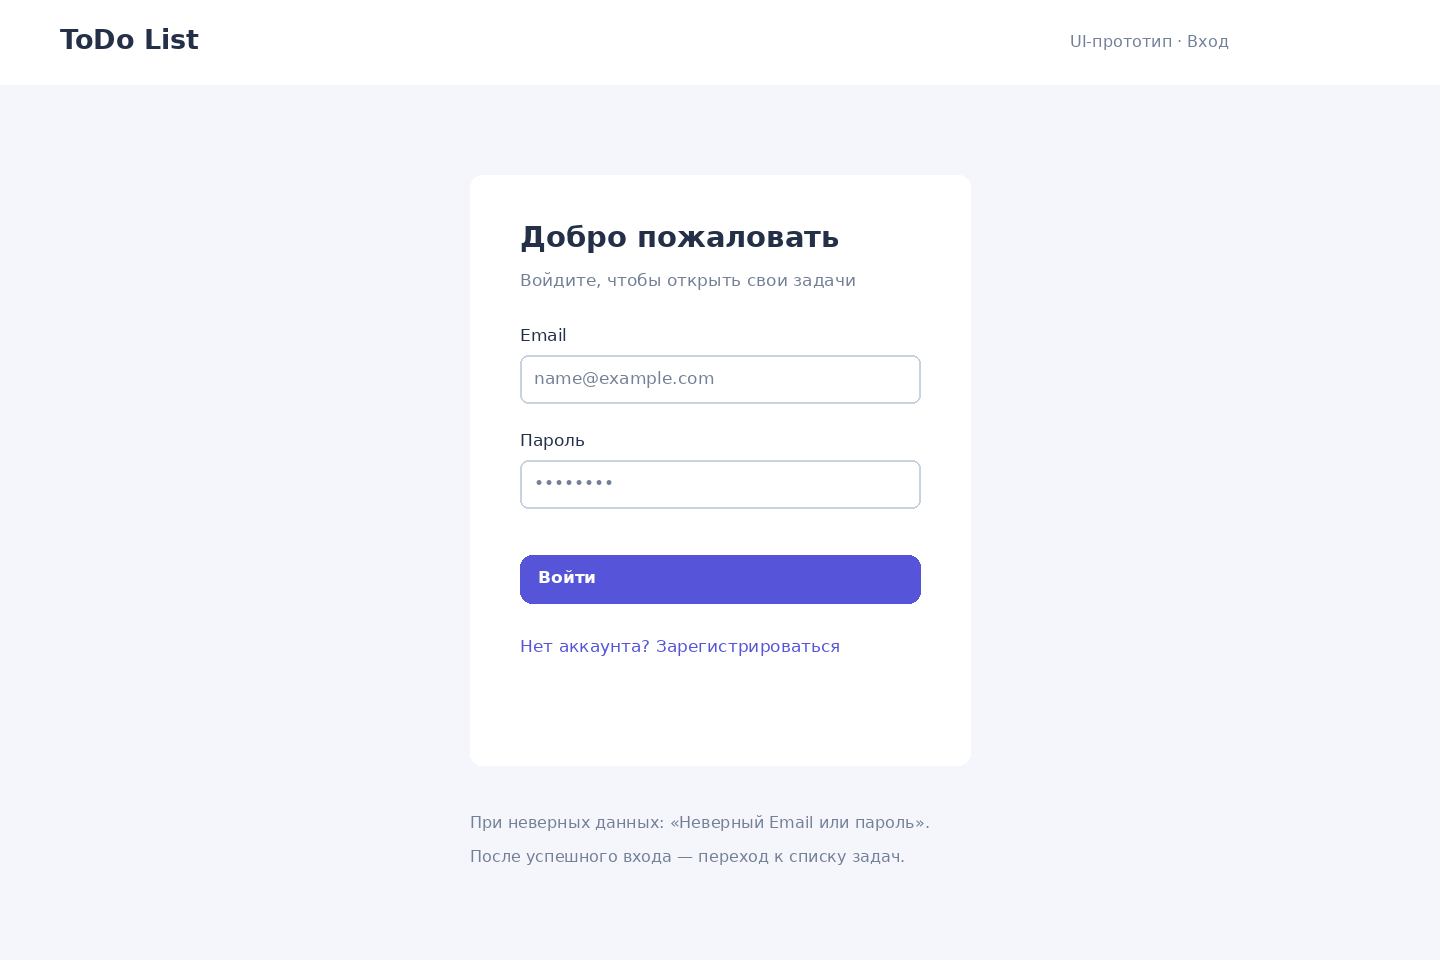 ToDo List
UI-прототип · Вход
Добро пожаловать
Войдите, чтобы открыть свои задачи
Email
name@example.com
Пароль
••••••••
Войти
Нет аккаунта? Зарегистрироваться
При неверных данных: «Неверный Email или пароль».
После успешного входа — переход к списку задач.